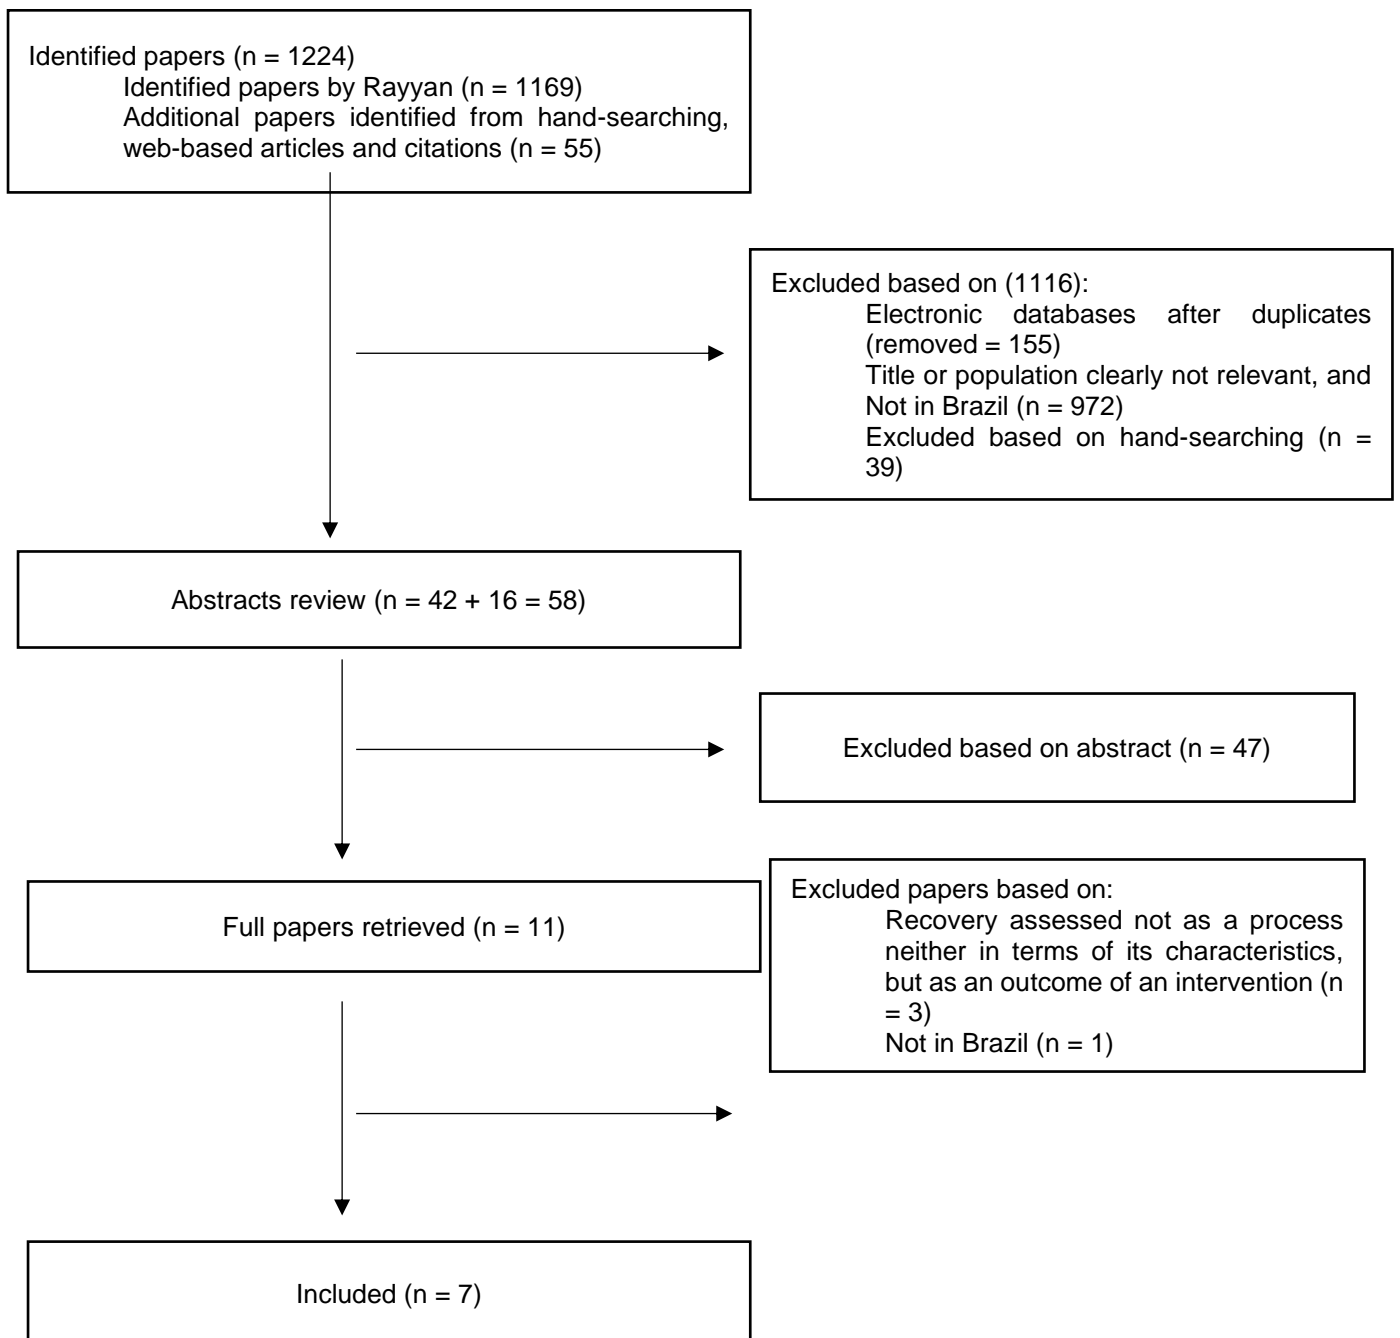 Identified papers (n = 1224)
Identified papers by Rayyan (n = 1169)
Additional papers identified from hand-searching,
web-based articles and citations (n = 55)
Excluded based on (1116):
Electronic databases after duplicates
(removed = 155)
Title or population clearly not relevant, and
Not in Brazil (n = 972)
Excluded based on hand-searching (n =
39)
Abstracts review (n = 42 + 16 = 58)
Excluded based on abstract (n = 47)
Full papers retrieved (n = 11)
Excluded papers based on:
Recovery assessed not as a process
neither in terms of its characteristics,
but as an outcome of an intervention (n
= 3)
Not in Brazil (n = 1)
Included (n = 7)